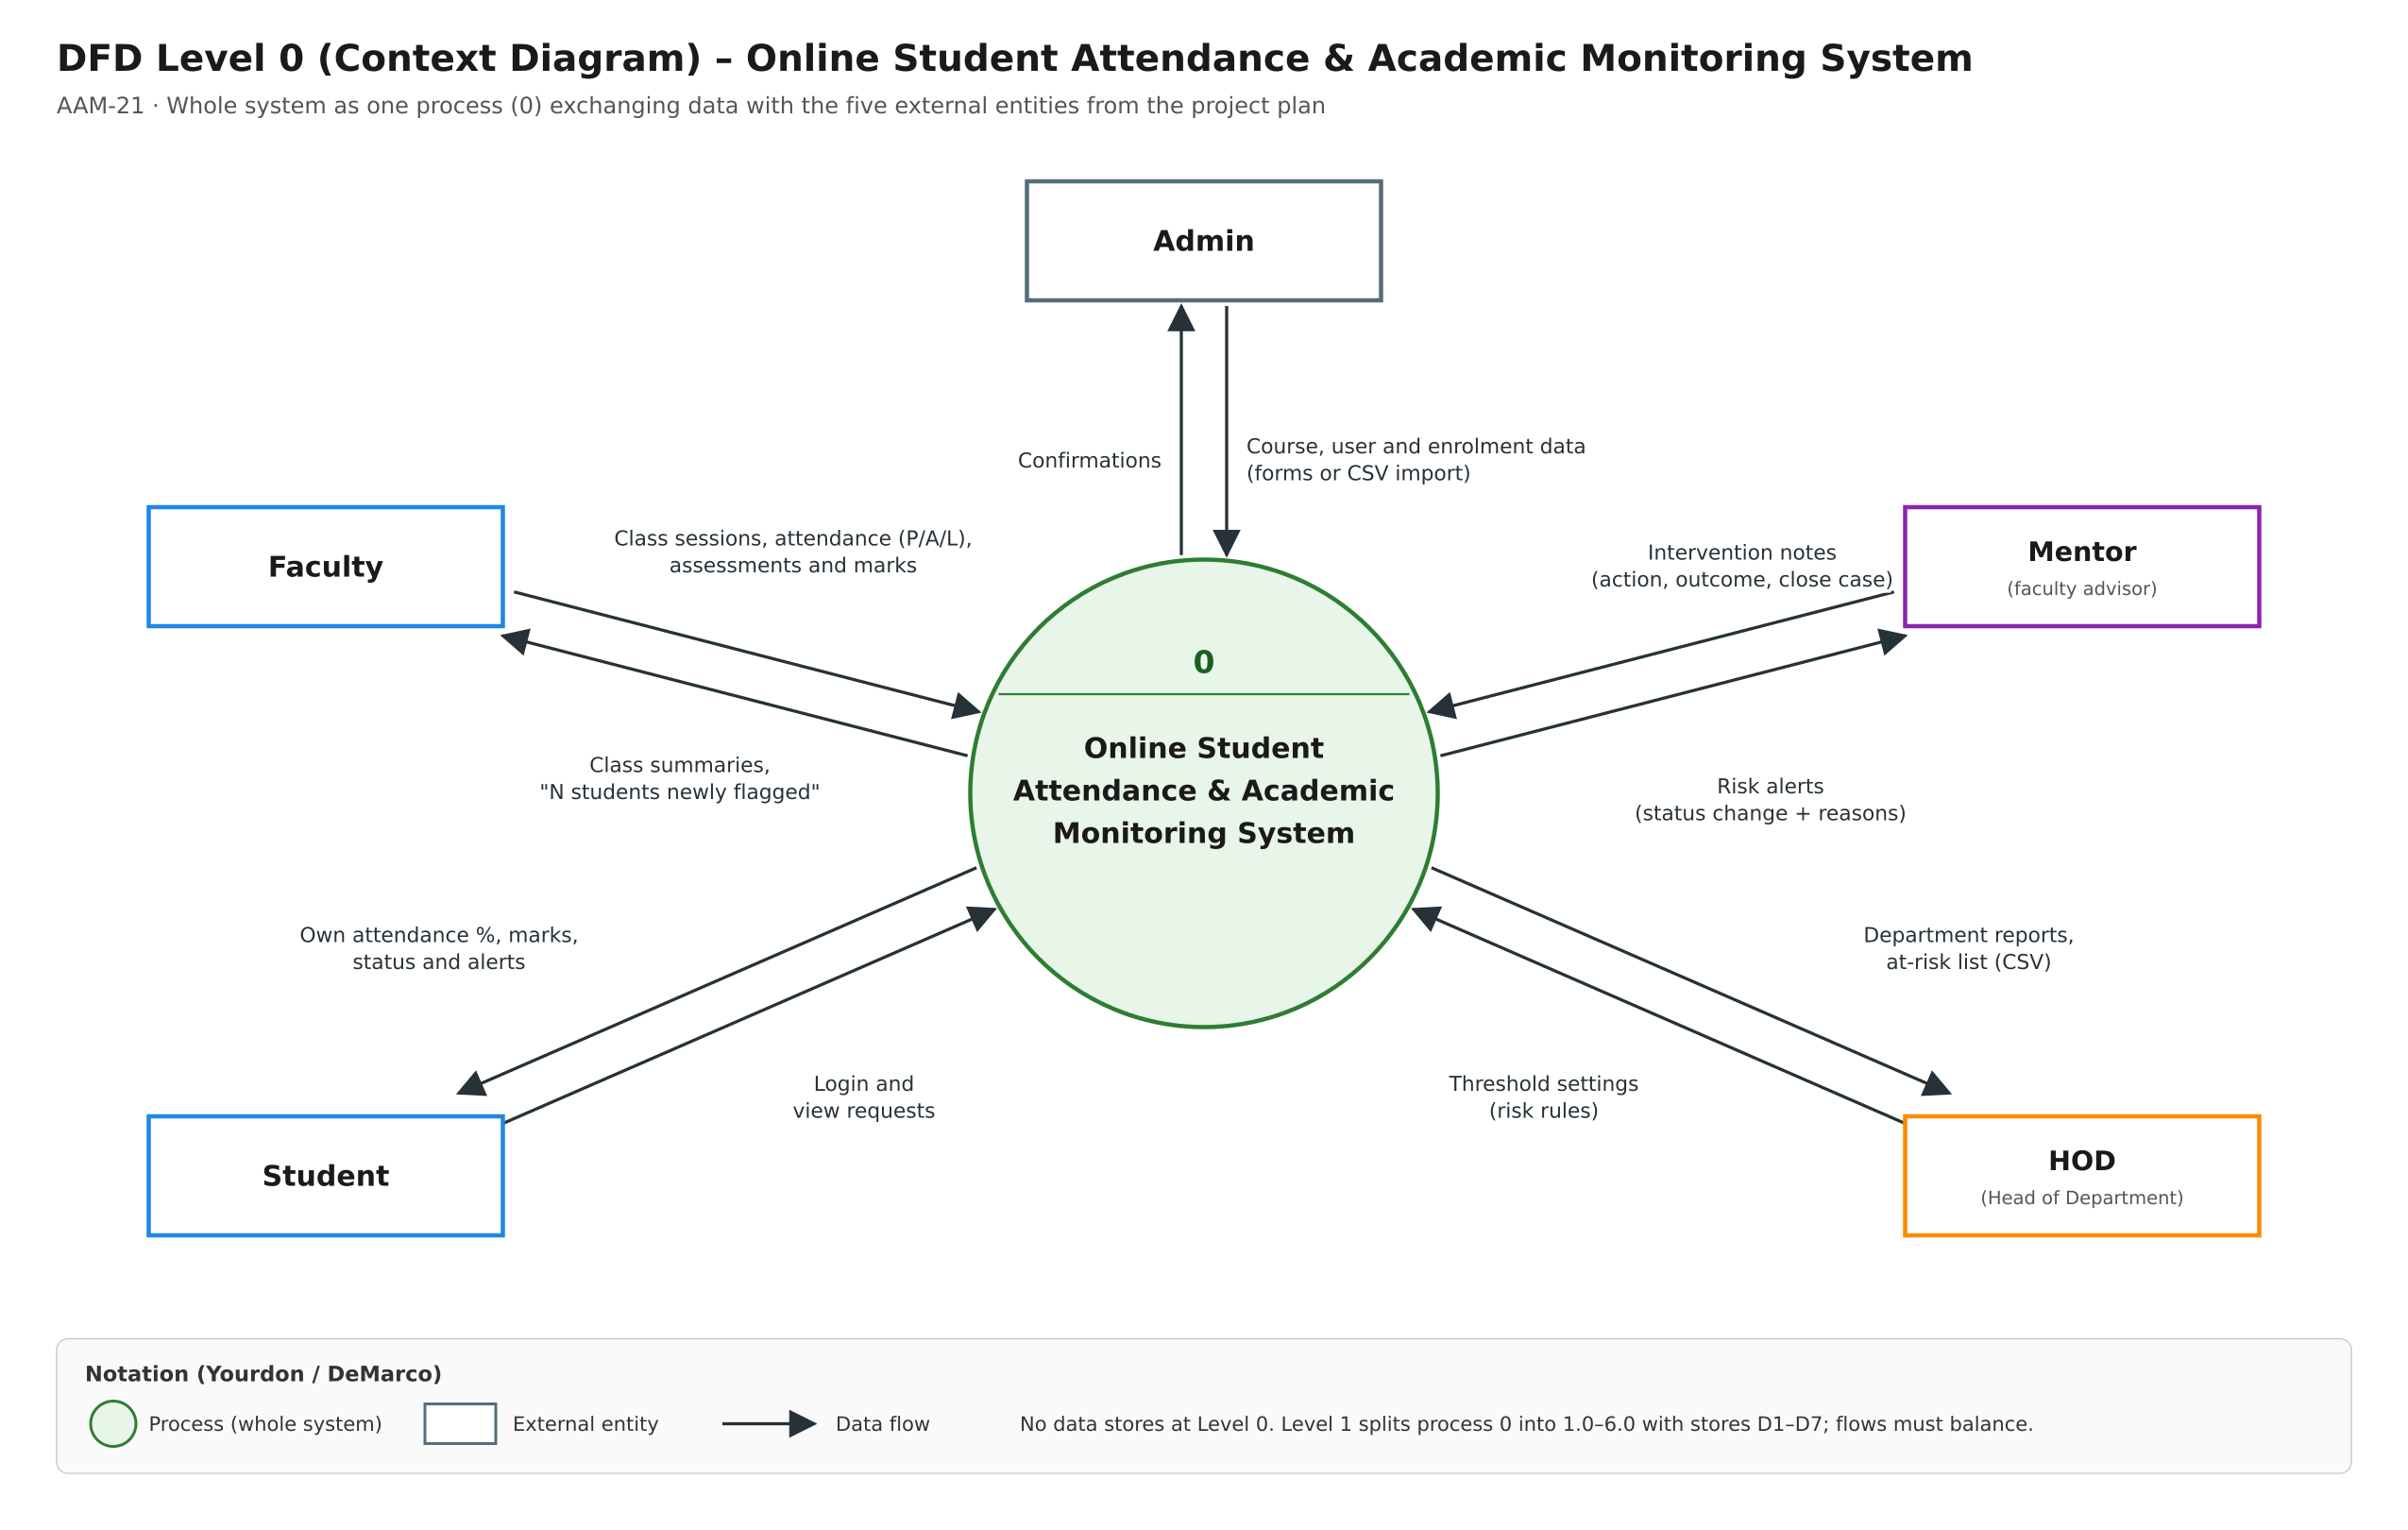 DFD Level 0 (Context Diagram) – Online Student Attendance & Academic Monitoring System
AAM-21 · Whole system as one process (0) exchanging data with the five external entities from the project plan
Admin
Confirmations
Course, user and enrolment data
(forms or CSV import)
Faculty
Class sessions, attendance (P/A/L),
assessments and marks
Intervention notes
(action, outcome, close case)
Mentor
(faculty advisor)
0
Online Student
Attendance & Academic
Monitoring System
Class summaries,
"N students newly flagged"
Risk alerts
(status change + reasons)
Own attendance %, marks,
status and alerts
Department reports,
at-risk list (CSV)
Login and
view requests
Threshold settings
(risk rules)
Student
HOD
(Head of Department)
Notation (Yourdon / DeMarco)
Process (whole system)
External entity
Data flow
No data stores at Level 0. Level 1 splits process 0 into 1.0–6.0 with stores D1–D7; flows must balance.